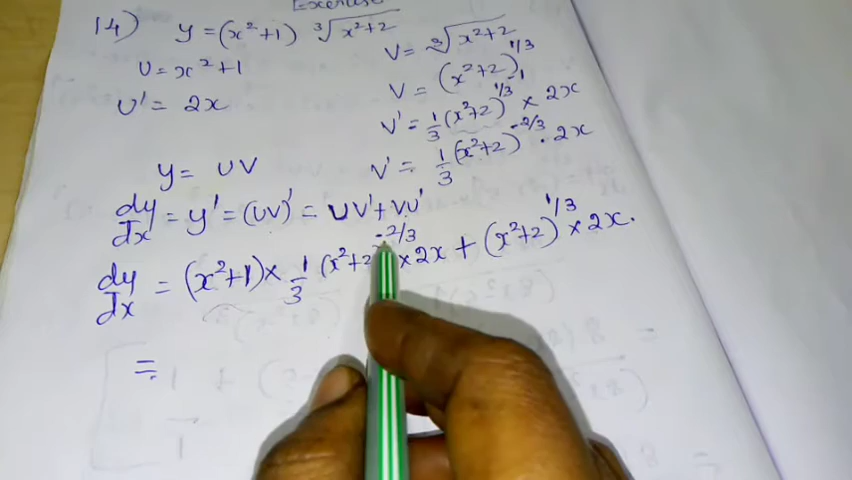 Exercise
14) y = (x²+1) ∛(x²+2)
U = x²+1
U' = 2x
V = ∛(x²+2)
V = (x²+2)^1/3
V' = 1/3 (x²+2)^1/3-1 × 2x
V' = 1/3 (x²+2)^-2/3 · 2x
y = UV
dy/dx = y' = (UV)' = UV' + VU'
dy/dx = (x²+1) × 1/3 (x²+2)^-2/3 × 2x + (x²+2)^1/3 × 2x.
=